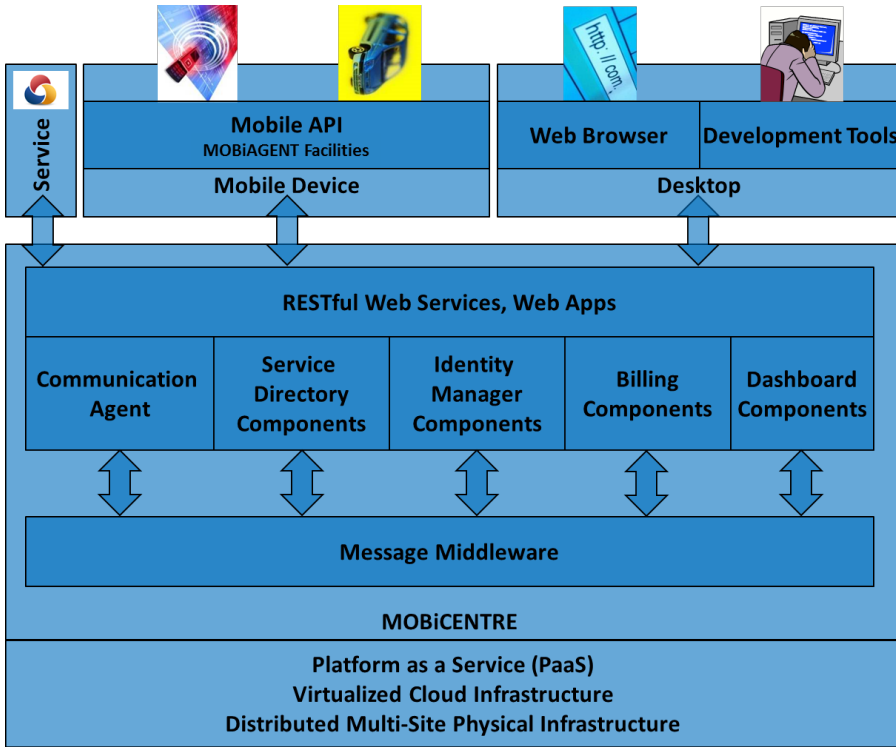 http://com.
Service
Mobile API
MOBiAGENT Facilities
Mobile Device
Web Browser
Development Tools
Desktop
RESTful Web Services, Web Apps
Communication
Agent
Service
Directory
Components
Identity
Manager
Components
Billing
Components
Dashboard
Components
Message Middleware
MOBiCENTRE
Platform as a Service (PaaS)
Virtualized Cloud Infrastructure
Distributed Multi-Site Physical Infrastructure